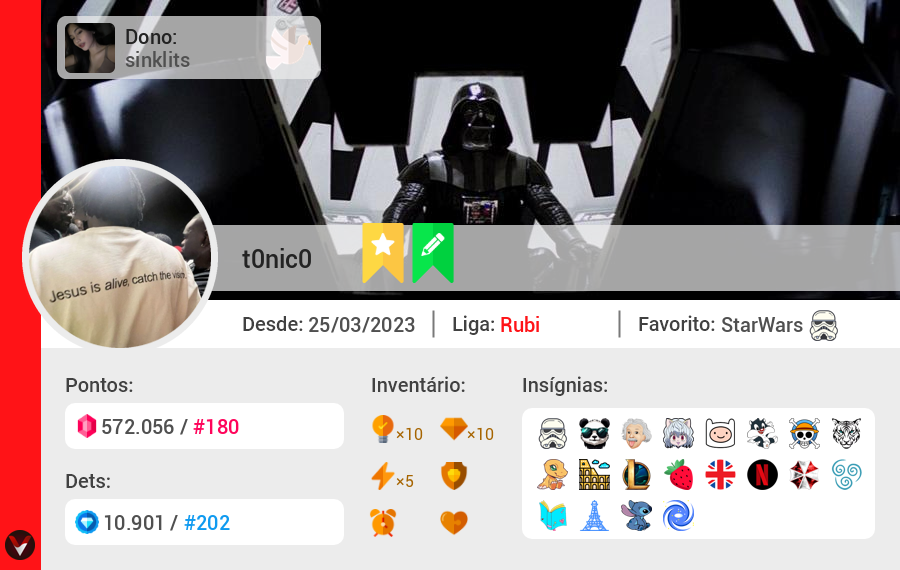 Dono:
sinklits
Jesus is alive, catch the vision.
t0nic0
Desde: 25/03/2023
Liga: Rubi
Favorito: StarWars
Pontos:
572.056 / #180
Dets:
10.901 / #202
Inventário:
×10
×10
×5
Insígnias:
L
N